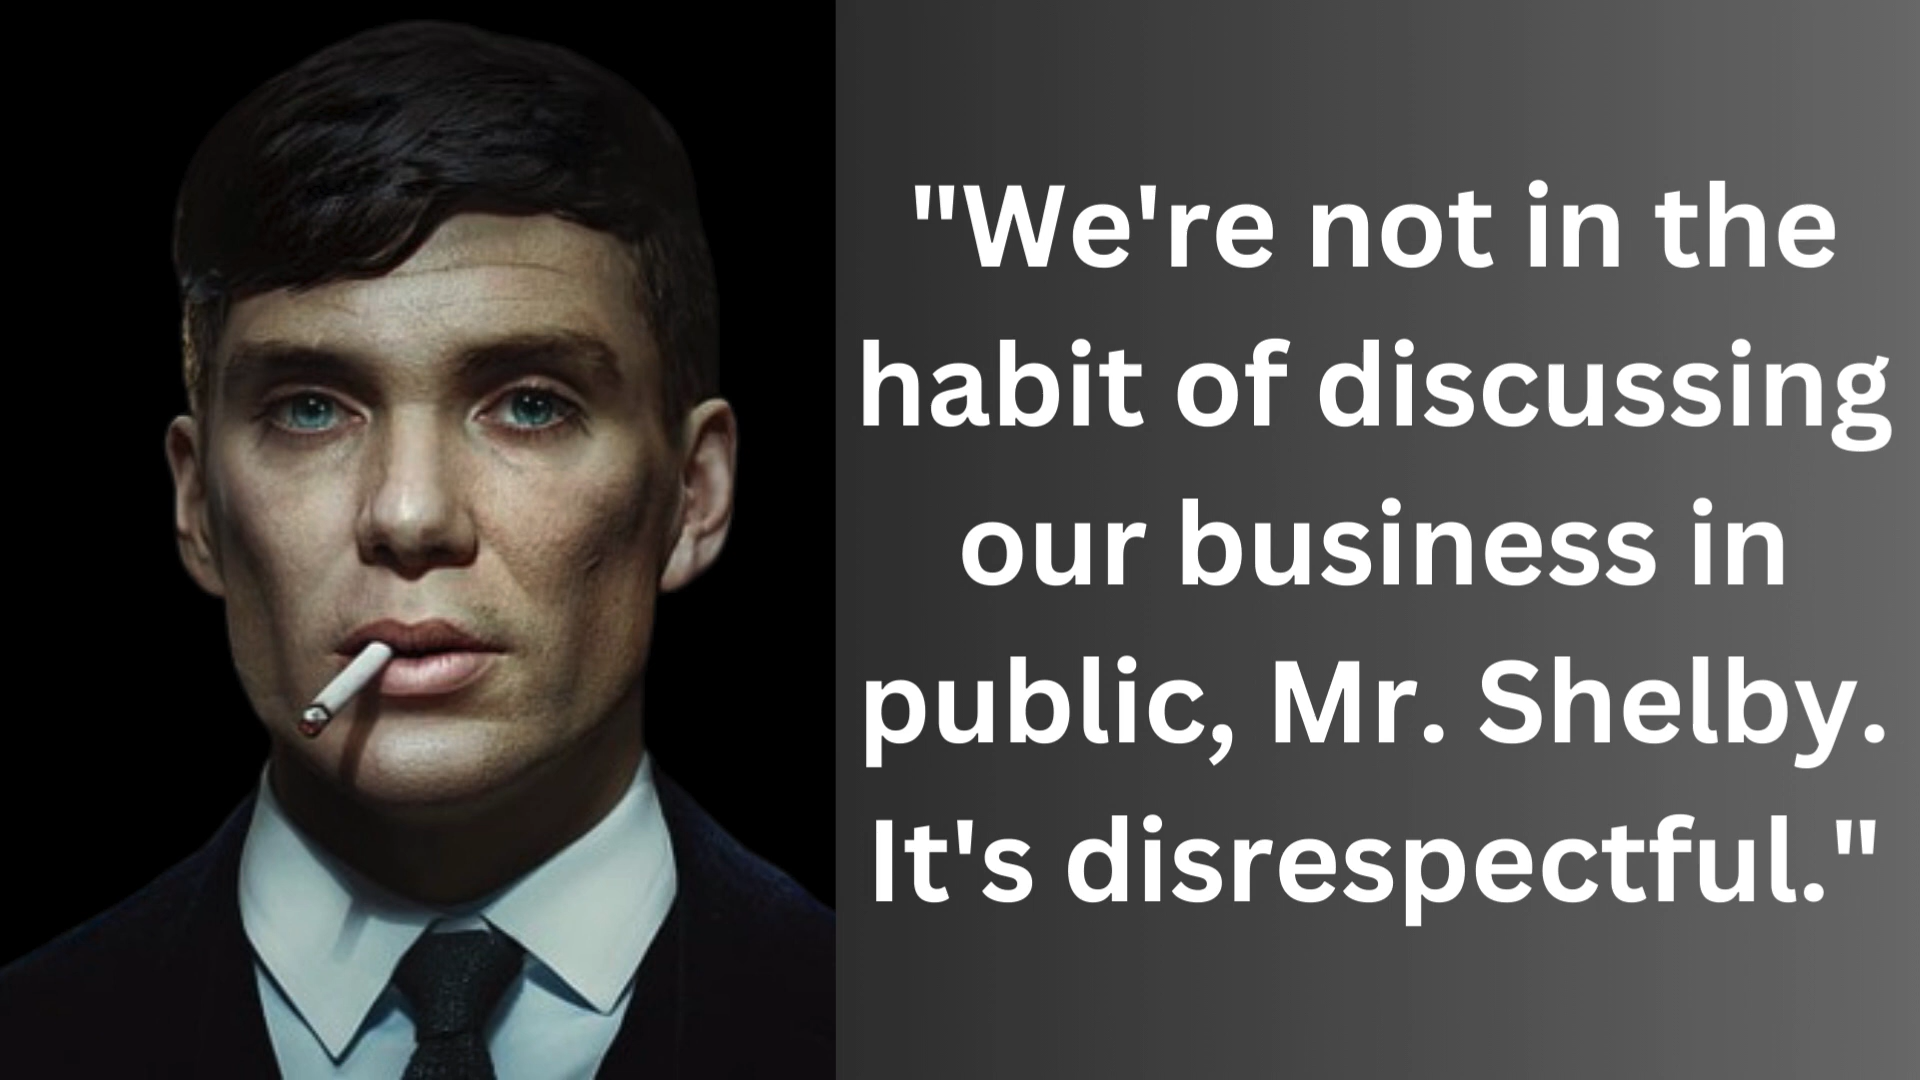 "We're not in the
habit of discussing
our business in
public, Mr. Shelby.
It's disrespectful."